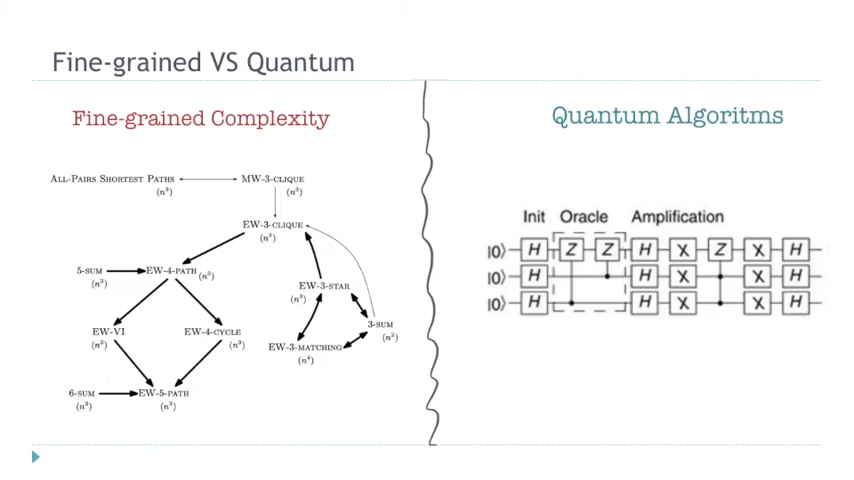 Fine-grained VS Quantum
Fine-grained Complexity
ALL-PAIRS SHORTEST PATHS
(n³)
MW-3-CLIQUE
(n³)
EW-3-CLIQUE
(n³)
5-SUM
(n³)
EW-4-PATH
(n³)
EW-3-STAR
(n³)
EW-VI
(n³)
EW-4-CYCLE
(n³)
3-SUM
(n²)
EW-3-MATCHING
(n⁴)
6-SUM
(n³)
EW-5-PATH
(n³)
Quantum Algoritms
Init Oracle Amplification
|0⟩ H Z Z H X Z X H
|0⟩ H H X X H
|0⟩ H H X X H